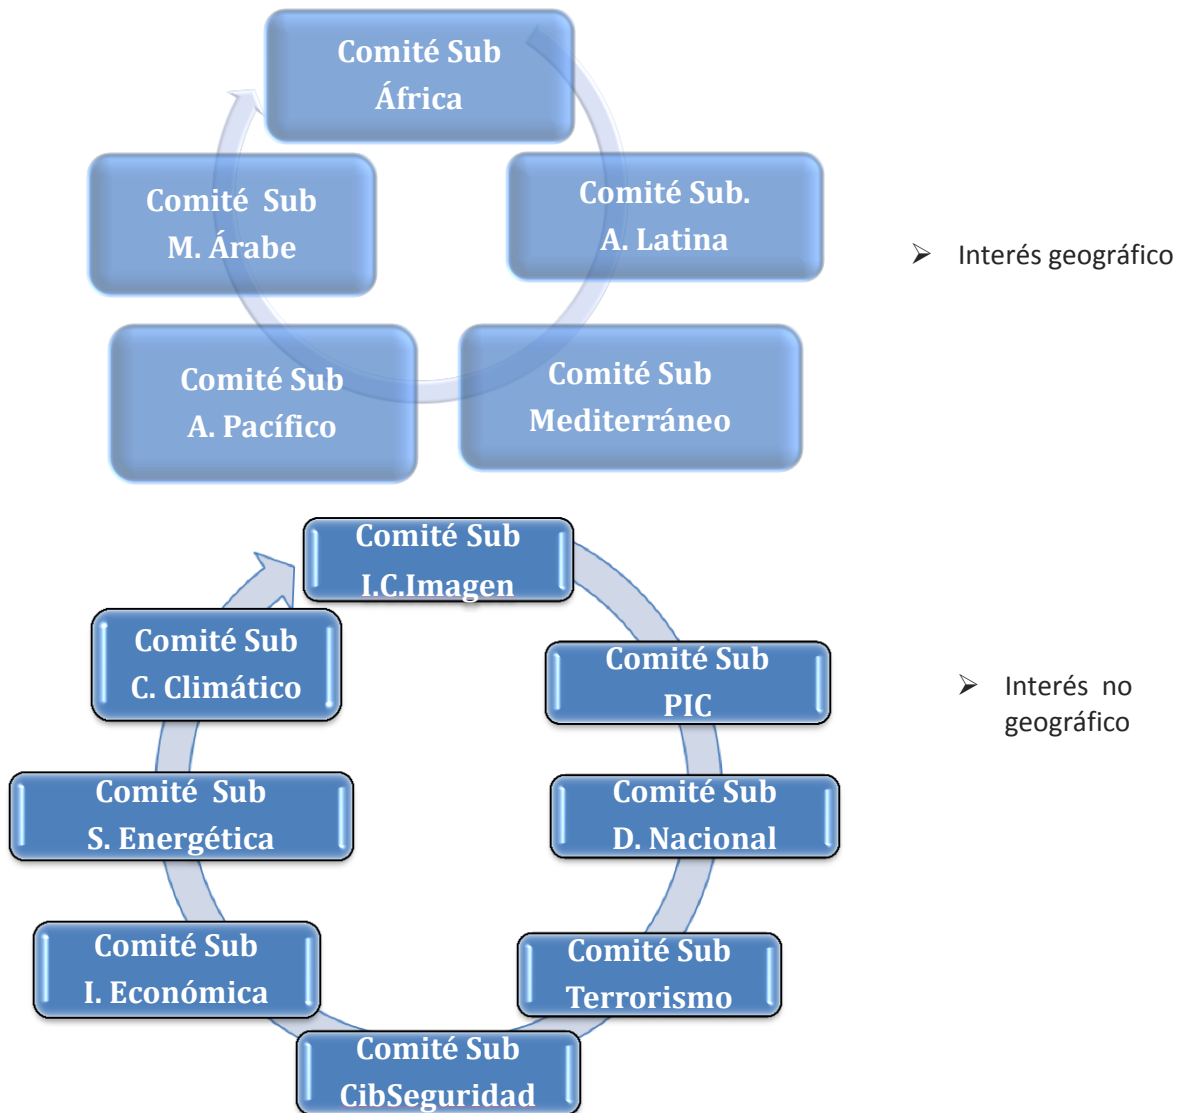 Comité Sub
África
Comité Sub.
A. Latina
Comité Sub
Mediterráneo
Comité Sub
A. Pacífico
Comité Sub
M. Árabe
➢ Interés geográfico
Comité Sub
I.C.Imagen
Comité Sub
PIC
Comité Sub
D. Nacional
Comité Sub
Terrorismo
Comité Sub
CibSeguridad
Comité Sub
I. Económica
Comité Sub
S. Energética
Comité Sub
C. Climático
➢ Interés no
geográfico